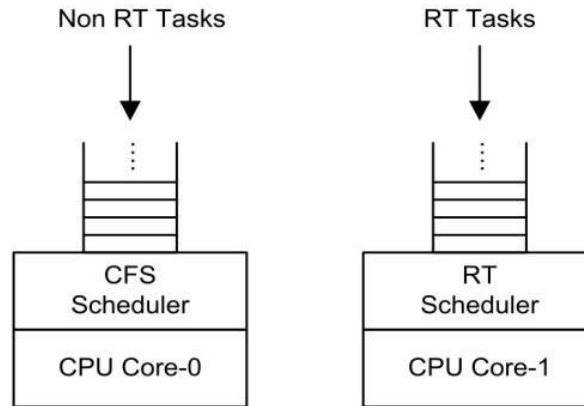 Non RT Tasks
RT Tasks
CFS
Scheduler
RT
Scheduler
CPU Core-0
CPU Core-1